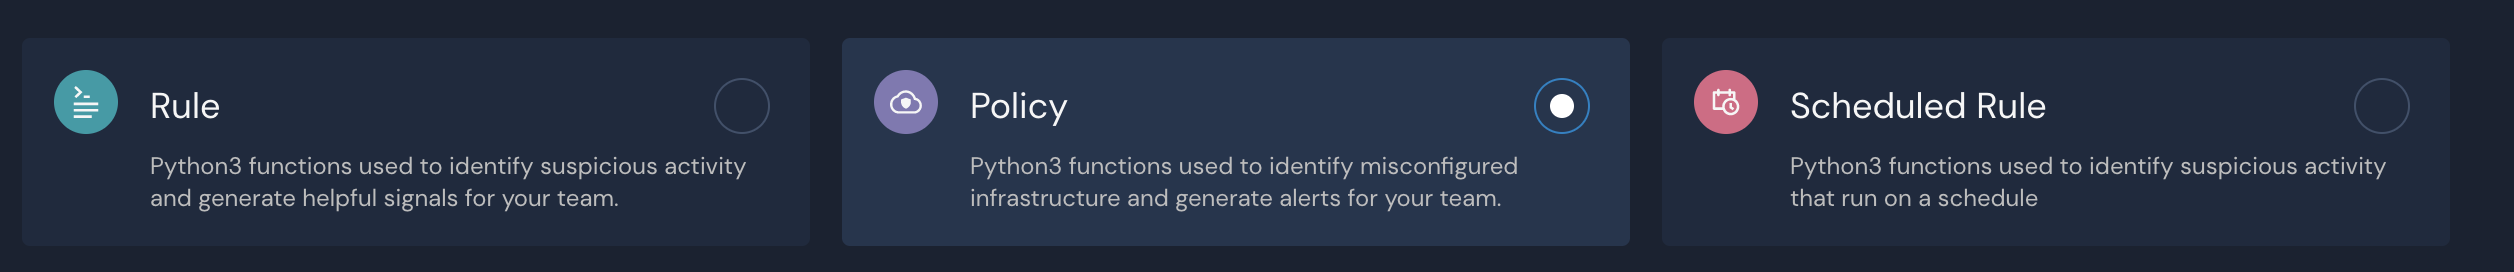 Rule
Python3 functions used to identify suspicious activity
and generate helpful signals for your team.
Policy
Python3 functions used to identify misconfigured
infrastructure and generate alerts for your team.
Scheduled Rule
Python3 functions used to identify suspicious activity
that run on a schedule